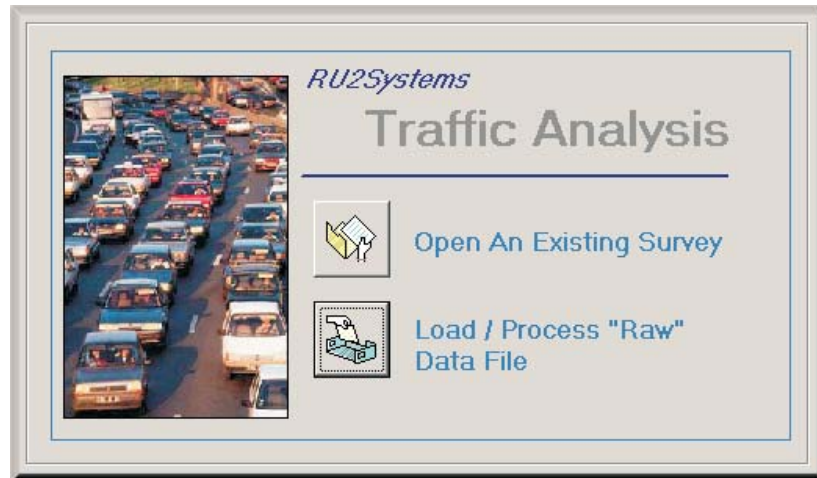 RU2Systems
Traffic Analysis
Open An Existing Survey
Load / Process "Raw"
Data File